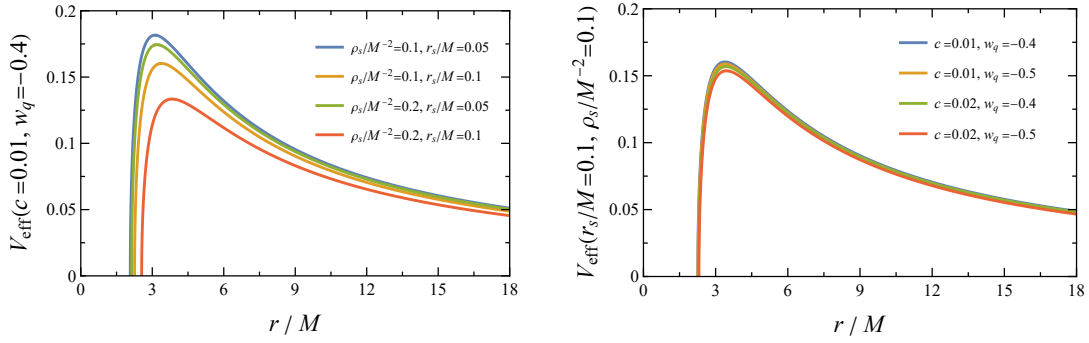 V_eff(c=0.01, w_q=−0.4)
0.2
0.15
0.1
0.05
0
ρ_s/M⁻²=0.1, r_s/M=0.05
ρ_s/M⁻²=0.1, r_s/M=0.1
ρ_s/M⁻²=0.2, r_s/M=0.05
ρ_s/M⁻²=0.2, r_s/M=0.1
0 3 6 9 12 15 18
r / M
V_eff(r_s/M=0.1, ρ_s/M⁻²=0.1)
0.2
0.15
0.1
0.05
0
c=0.01, w_q=−0.4
c=0.01, w_q=−0.5
c=0.02, w_q=−0.4
c=0.02, w_q=−0.5
0 3 6 9 12 15 18
r / M